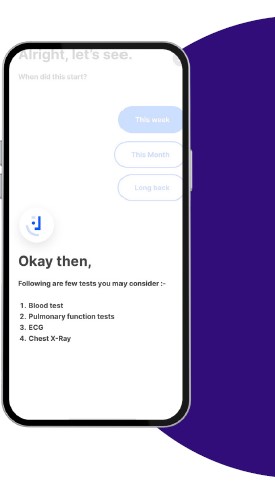 Alright, let's see.
When did this start?
This week
This Month
Long back
Okay then,
Following are few tests you may consider :-
1. Blood test
2. Pulmonary function tests
3. ECG
4. Chest X-Ray